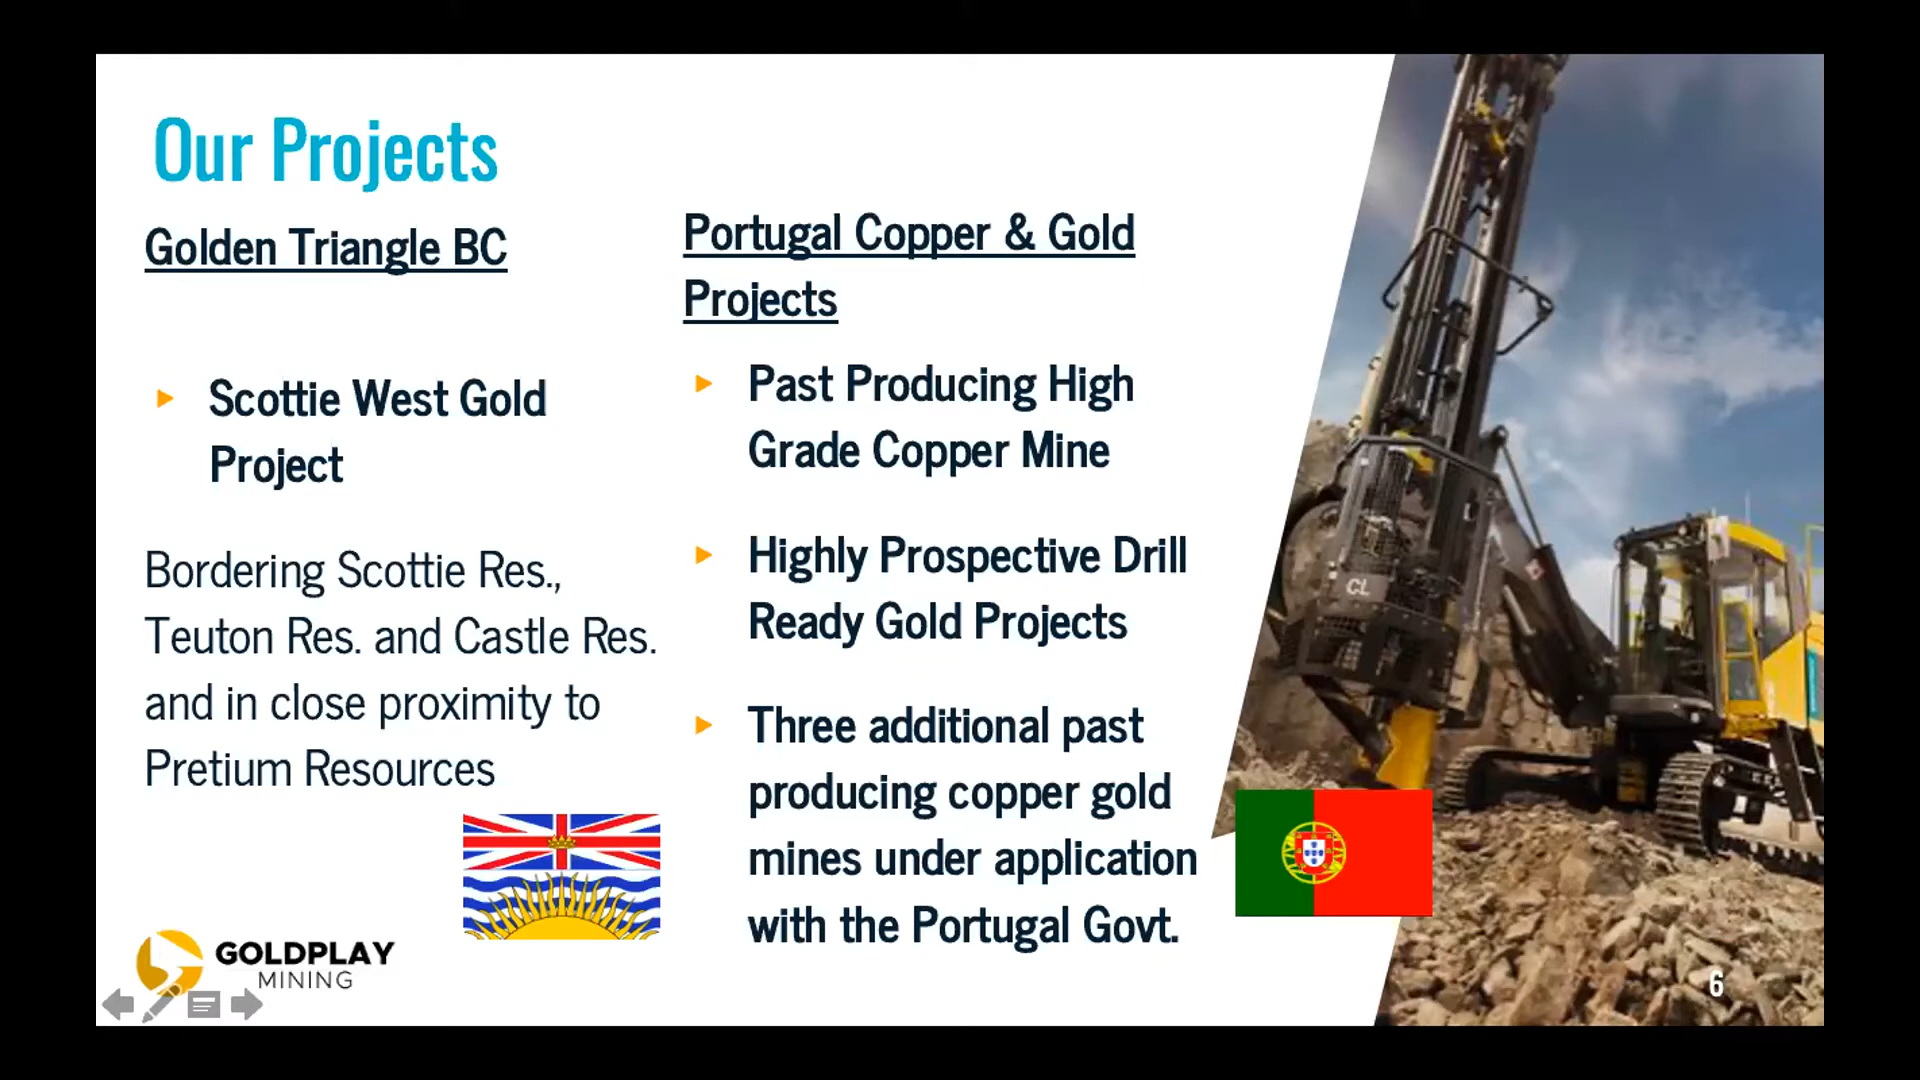 Our Projects
Golden Triangle BC
Scottie West Gold
Project
Bordering Scottie Res.,
Teuton Res. and Castle Res.
and in close proximity to
Pretium Resources
Portugal Copper & Gold
Projects
Past Producing High
Grade Copper Mine
Highly Prospective Drill
Ready Gold Projects
Three additional past
producing copper gold
mines under application
with the Portugal Govt.
CL
GOLDPLAY
MINING
6